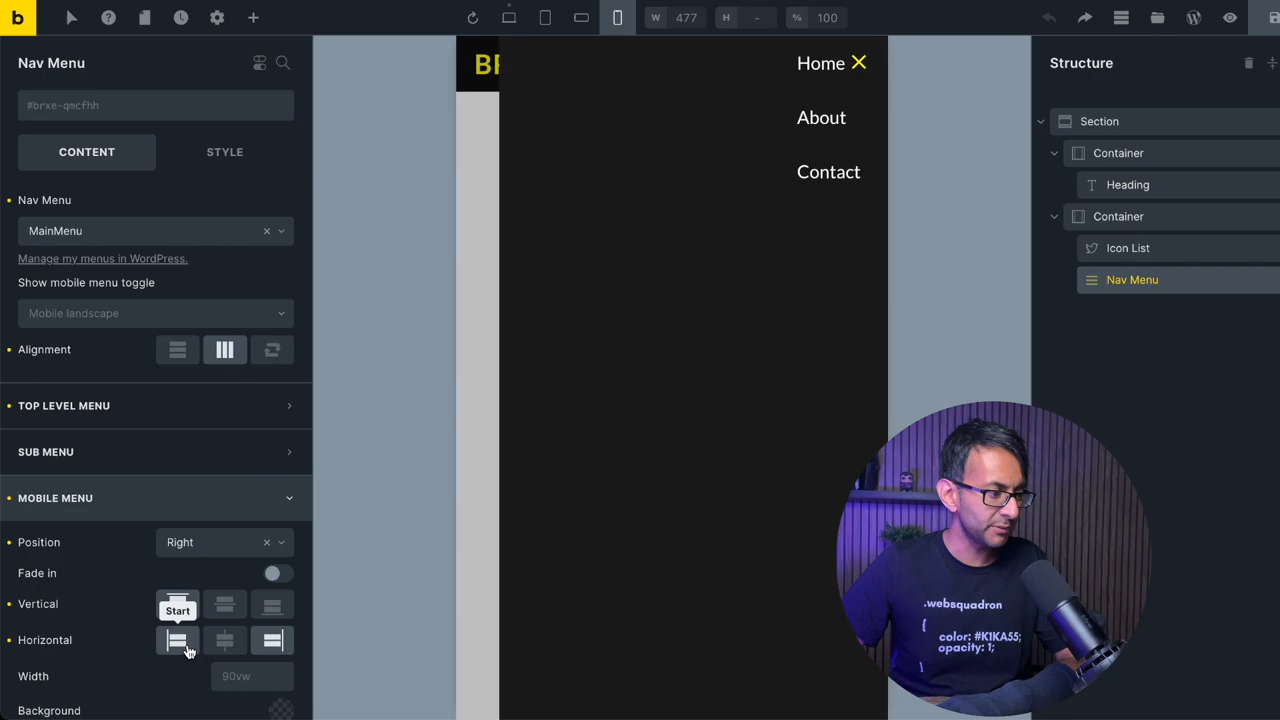 b
W 477 H - % 100
Nav Menu
#brxe-qmcfhh
CONTENT STYLE
Nav Menu
MainMenu
Manage my menus in WordPress.
Show mobile menu toggle
Mobile landscape
Alignment
TOP LEVEL MENU
SUB MENU
MOBILE MENU
Position Right
Fade in
Vertical
Start
Horizontal
Width 90vw
Background
Home
About
Contact
Structure
Section
Container
Heading
Container
Icon List
Nav Menu
.websquadron
{
color: #K1KA55;
opacity: 1;
}